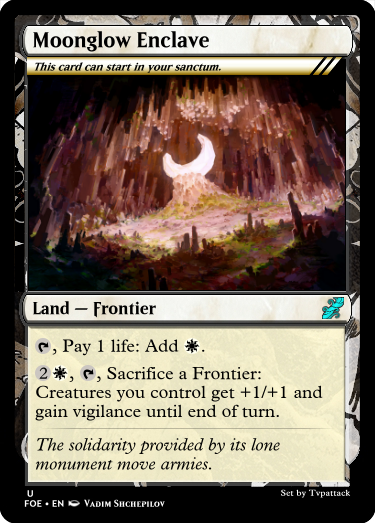 Moonglow Enclave
This card can start in your sanctum.
Land — Frontier
, Pay 1 life: Add .
2 , , Sacrifice a Frontier:
Creatures you control get +1/+1 and
gain vigilance until end of turn.
The solidarity provided by its lone
monument move armies.
U
FOE • EN Vadim Shchepilov
Set by Tvpattack